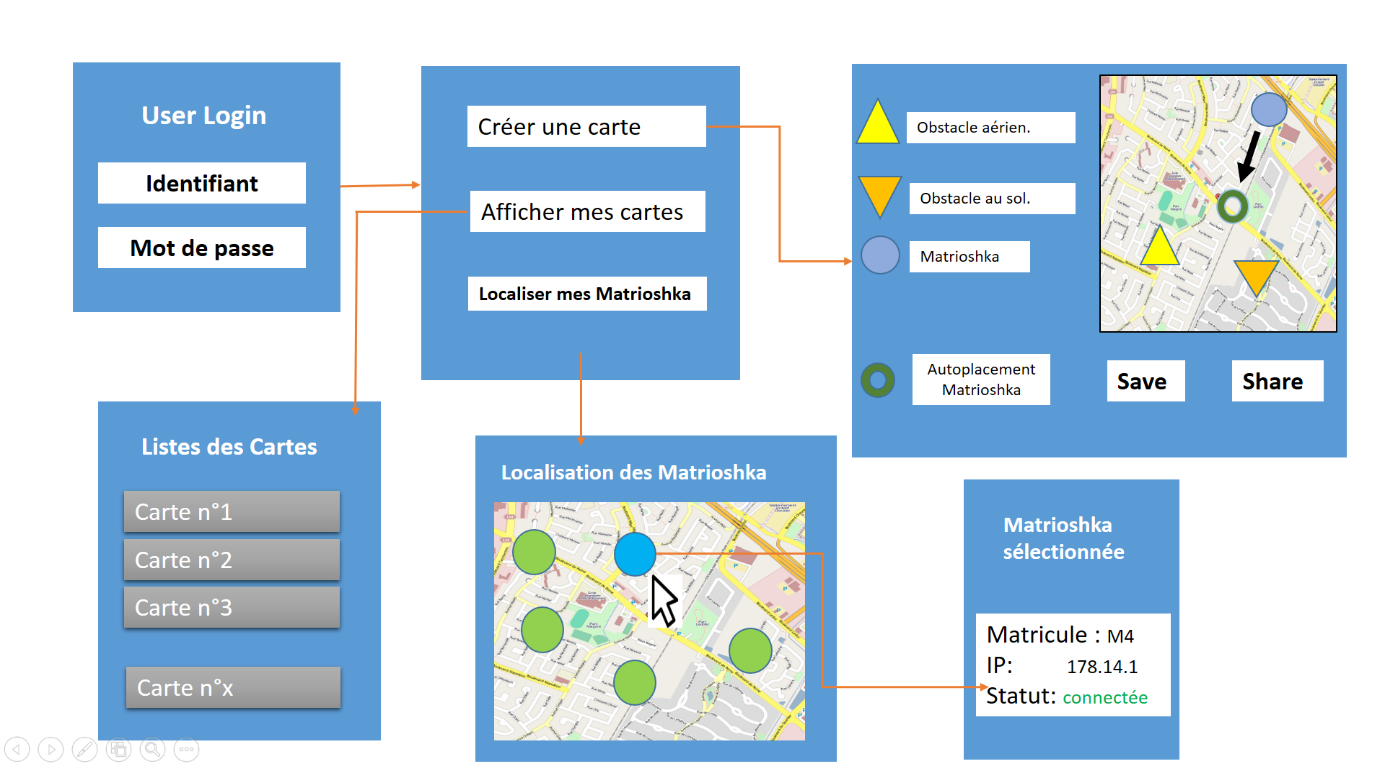 User Login
Identifiant
Mot de passe
Créer une carte
Afficher mes cartes
Localiser mes Matrioshka
Obstacle aérien.
Obstacle au sol.
Matrioshka
Autoplacement
Matrioshka
Save
Share
Listes des Cartes
Carte n°1
Carte n°2
Carte n°3
Carte n°x
Localisation des Matrioshka
Matrioshka
sélectionnée
Matricule : M4
IP: 178.14.1
Statut: connectée